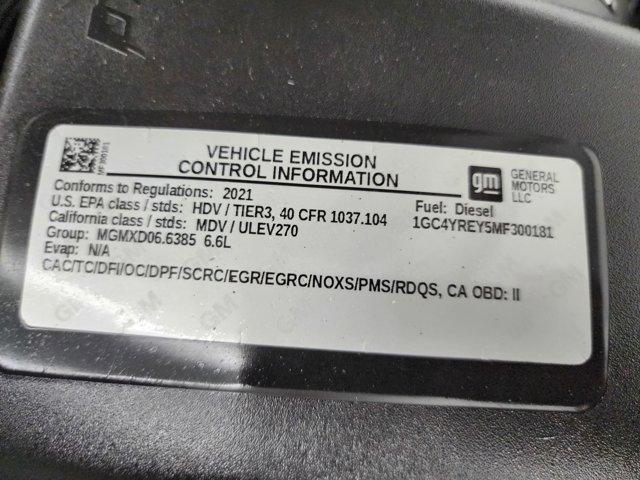 MF300181
VEHICLE EMISSION
CONTROL INFORMATION
gm GENERAL
MOTORS
LLC
Conforms to Regulations: 2021
U.S. EPA class / stds: HDV / TIER3, 40 CFR 1037.104
California class / stds: MDV / ULEV270
Group: MGMXD06.6385 6.6L
Evap: N/A
Fuel: Diesel
1GC4YREY5MF300181
CAC/TC/DFI/OC/DPF/SCRC/EGR/EGRC/NOXS/PMS/RDQS, CA OBD: II